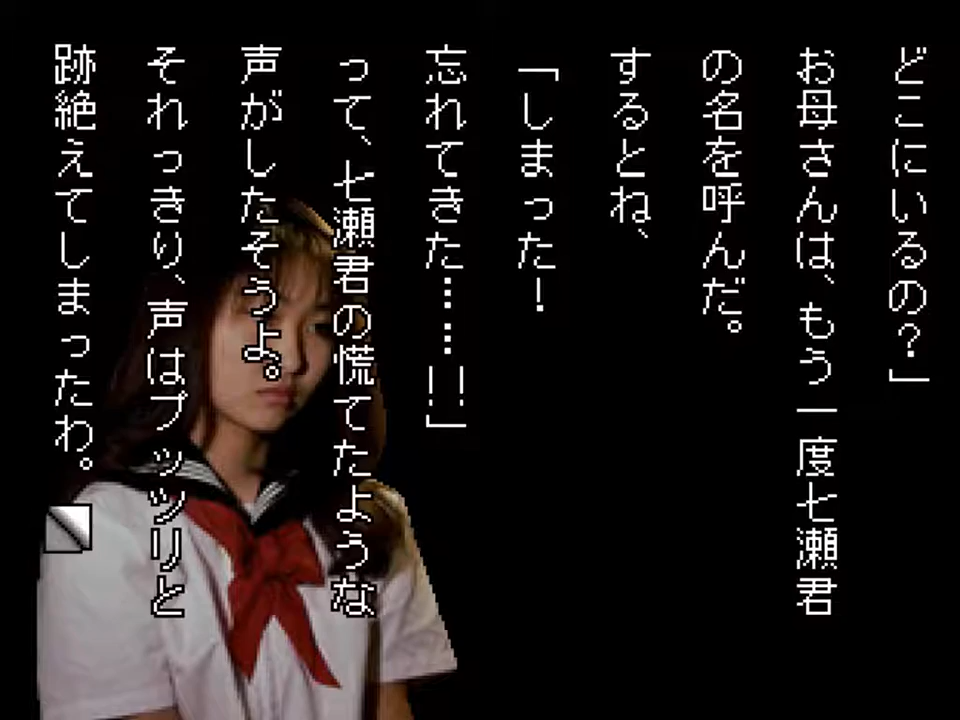 どこにいるの？」
お母さんは、もう一度七瀬君
の名を呼んだ。
するとね、
「しまった！
忘れてきた……！！」
って、七瀬君の慌てたような
声がしたそうよ。
それっきり、声はプッツリと
跡絶えてしまったわ。